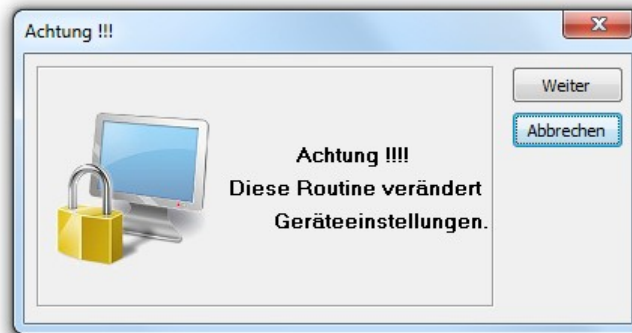 Achtung !!!
Weiter
Abbrechen
Achtung !!!!
Diese Routine verändert
Geräteeinstellungen.